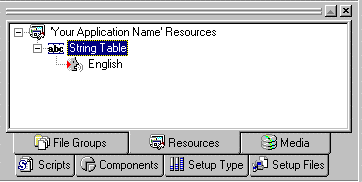 'Your Application Name' Resources
abc String Table
English
File Groups Resources Media
Scripts Components Setup Type Setup Files